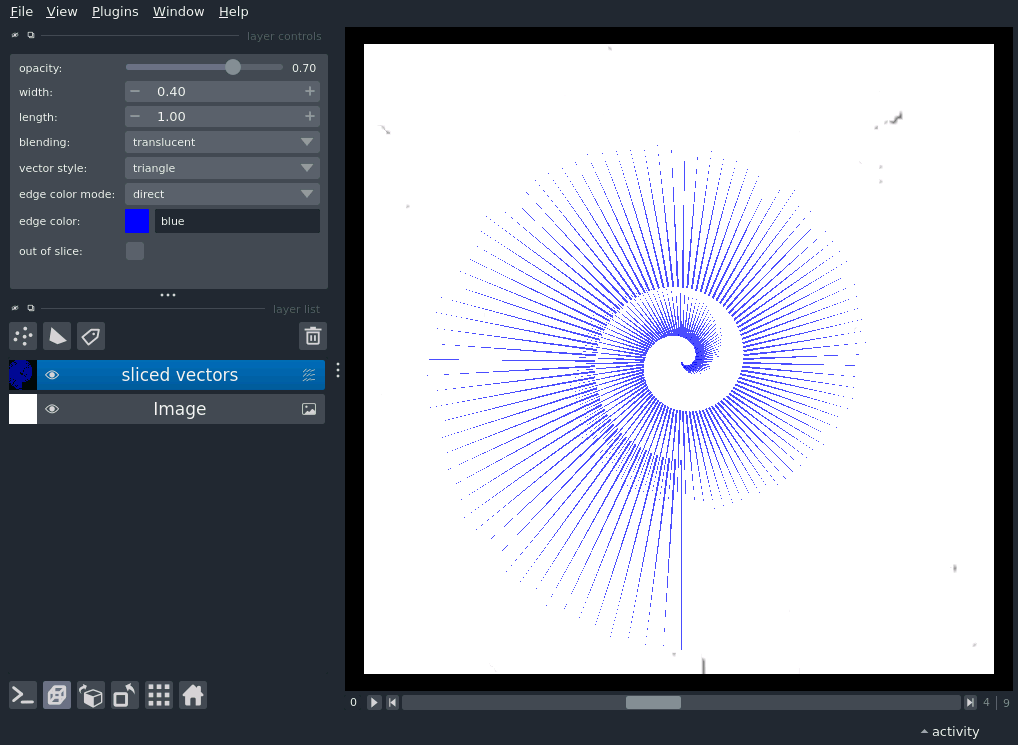 File View Plugins Window Help
layer controls
opacity: 0.70
width: 0.40
length: 1.00
blending: translucent
vector style: triangle
edge color mode: direct
edge color: blue
out of slice:
layer list
sliced vectors
Image
0 4 | 9
activity